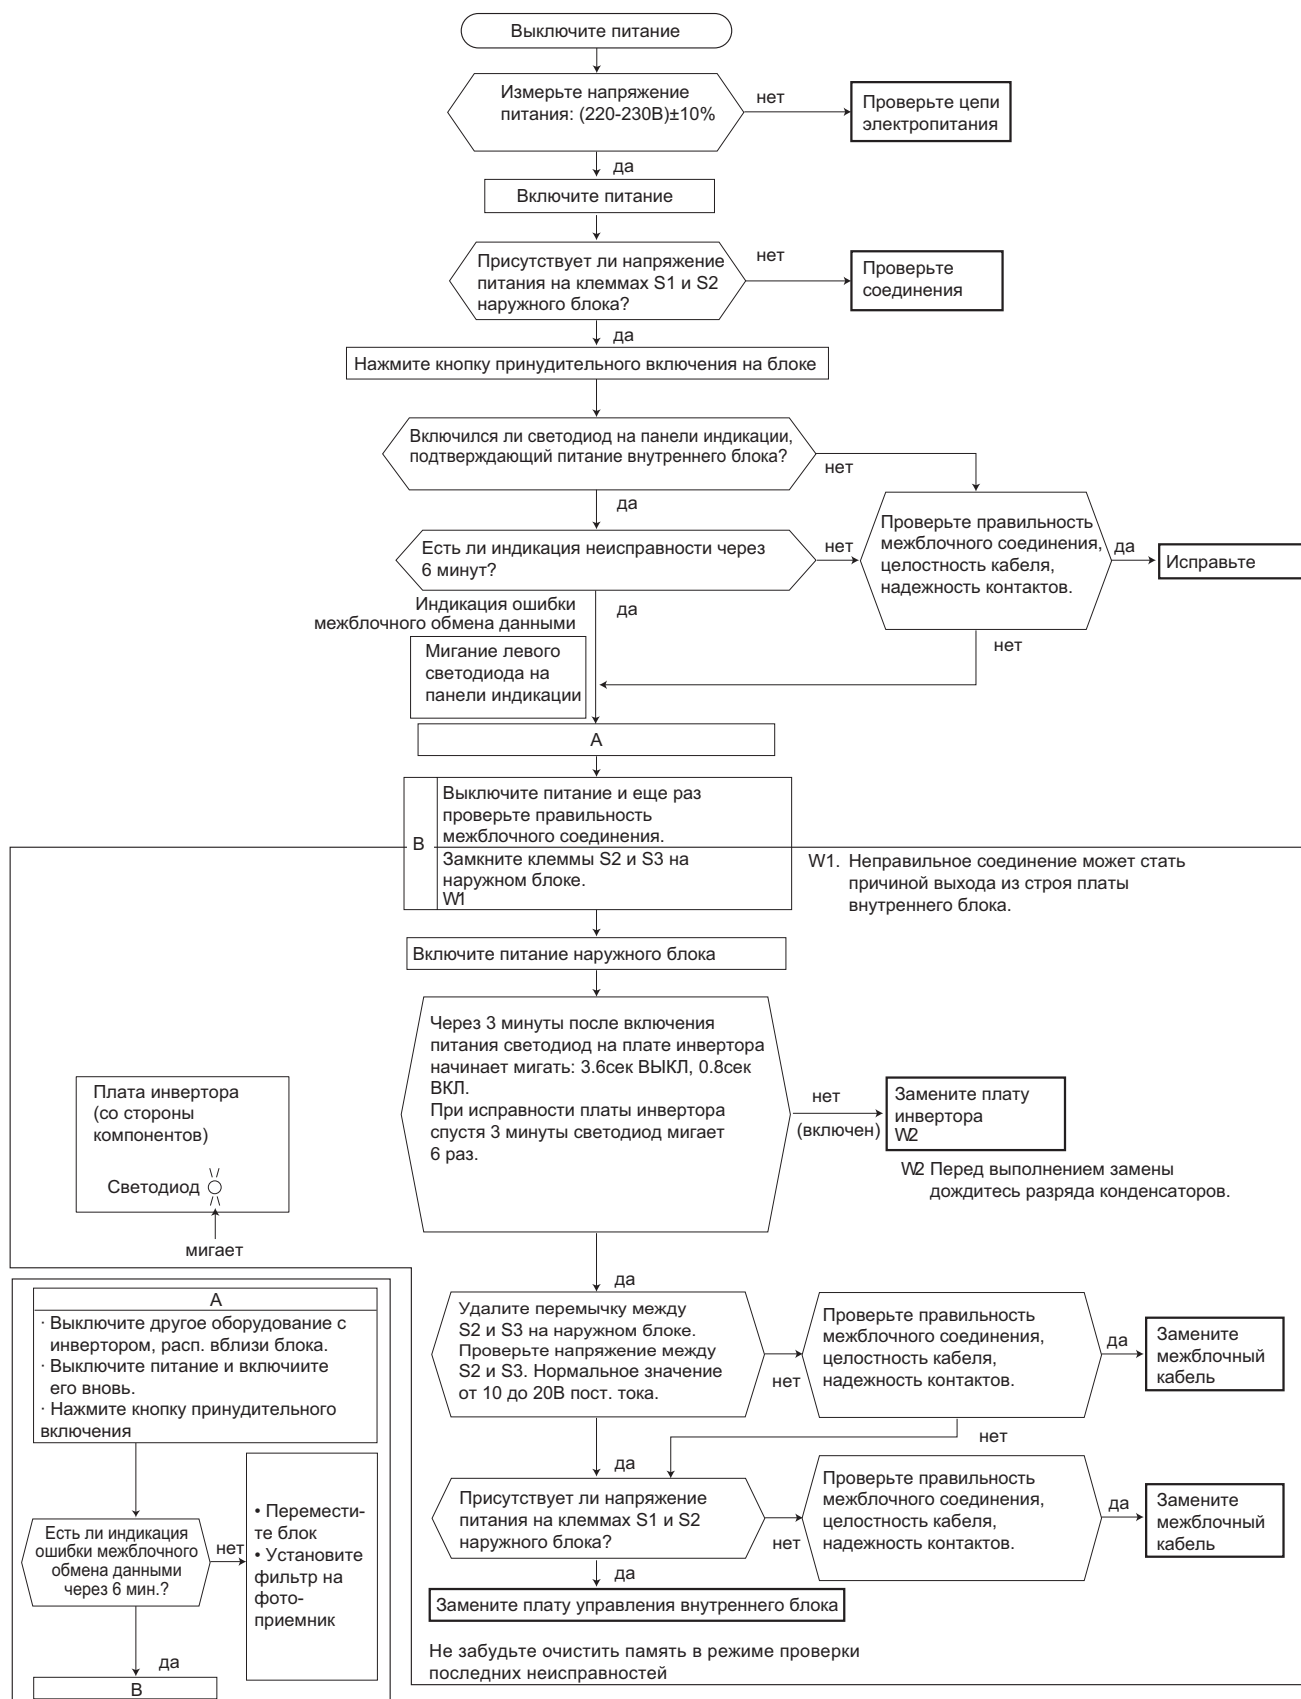 Выключите питание
Измерьте напряжение
питания: (220-230В)±10%
нет
Проверьте цепи
электропитания
да
Включите питание
Присутствует ли напряжение
питания на клеммах S1 и S2
наружного блока?
нет
Проверьте
соединения
да
Нажмите кнопку принудительного включения на блоке
Включился ли светодиод на панели индикации,
подтверждающий питание внутреннего блока?
нет
да
Есть ли индикация неисправности через
6 минут?
нет
Проверьте правильность
межблочного соединения,
целостность кабеля,
надежность контактов.
да
Исправьте
Индикация ошибки
межблочного обмена данными
да
нет
Мигание левого
светодиода на
панели индикации
A
B
Выключите питание и еще раз
проверьте правильность
межблочного соединения.
Замкните клеммы S2 и S3 на
наружном блоке.
W1
W1. Неправильное соединение может стать
причиной выхода из строя платы
внутреннего блока.
Включите питание наружного блока
Через 3 минуты после включения
питания светодиод на плате инвертора
начинает мигать: 3.6сек ВЫКЛ, 0.8сек
ВКЛ.
При исправности платы инвертора
спустя 3 минуты светодиод мигает
6 раз.
нет
(включен)
Замените плату
инвертора
W2
W2 Перед выполнением замены
дождитесь разряда конденсаторов.
Плата инвертора
(со стороны
компонентов)
Светодиод
мигает
да
Удалите перемычку между
S2 и S3 на наружном блоке.
Проверьте напряжение между
S2 и S3. Нормальное значение
от 10 до 20В пост. тока.
нет
Проверьте правильность
межблочного соединения,
целостность кабеля,
надежность контактов.
да
Замените
межблочный
кабель
нет
да
Присутствует ли напряжение
питания на клеммах S1 и S2
наружного блока?
нет
Проверьте правильность
межблочного соединения,
целостность кабеля,
надежность контактов.
да
Замените
межблочный
кабель
да
Замените плату управления внутреннего блока
Не забудьте очистить память в режиме проверки
последних неисправностей
A
· Выключите другое оборудование с
инвертором, расп. вблизи блока.
· Выключите питание и включиите
его вновь.
· Нажмите кнопку принудительного
включения
Есть ли индикация
ошибки межблочного
обмена данными
через 6 мин.?
нет
• Перемести-
те блок
• Установите
фильтр на
фото-
приемник
да
B